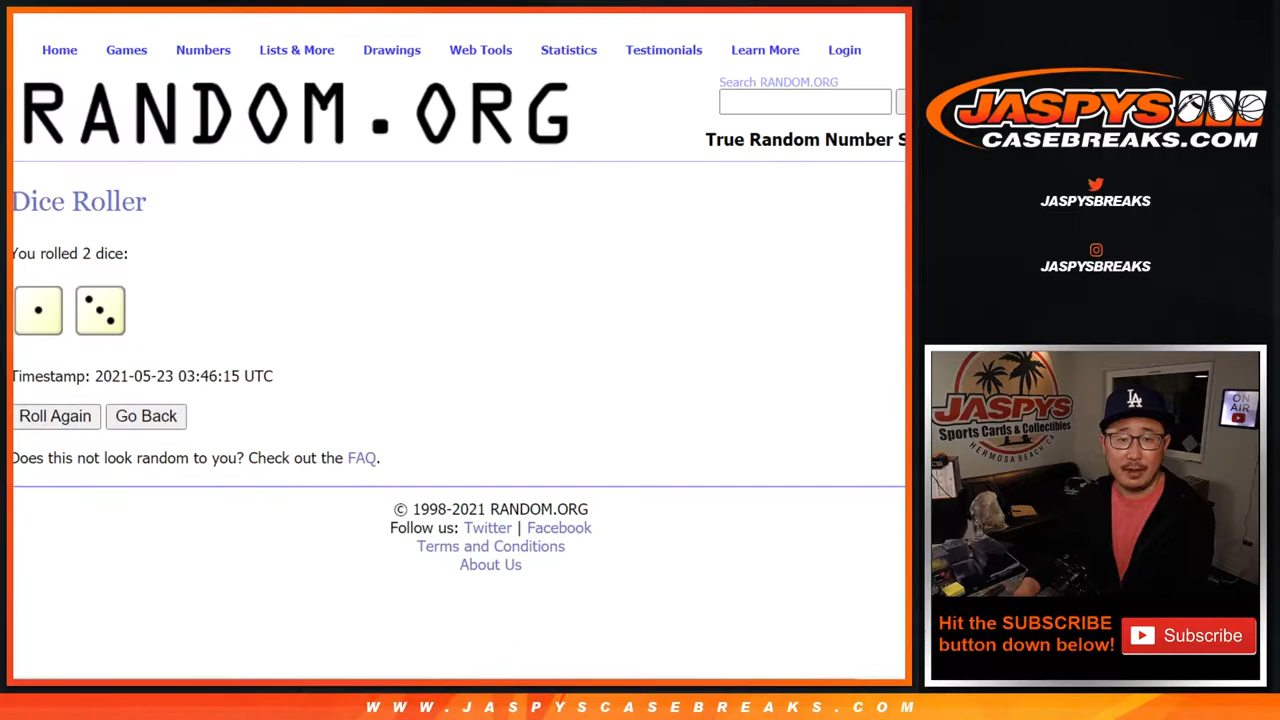 Home Games Numbers Lists & More Drawings Web Tools Statistics Testimonials Learn More Login
RANDOM.ORG
Search RANDOM.ORG
True Random Number S
Dice Roller
You rolled 2 dice:
Timestamp: 2021-05-23 03:46:15 UTC
Roll Again Go Back
Does this not look random to you? Check out the FAQ.
© 1998-2021 RANDOM.ORG
Follow us: Twitter | Facebook
Terms and Conditions
About Us
JASPYS
CASEBREAKS.COM
JASPYSBREAKS
JASPYSBREAKS
JASPYS
Sports Cards & Collectibles
HERMOSA BEACH, CA
LA
ON
AIR
Hit the SUBSCRIBE
button down below!
Subscribe
WWW.JASPYSCASEBREAKS.COM